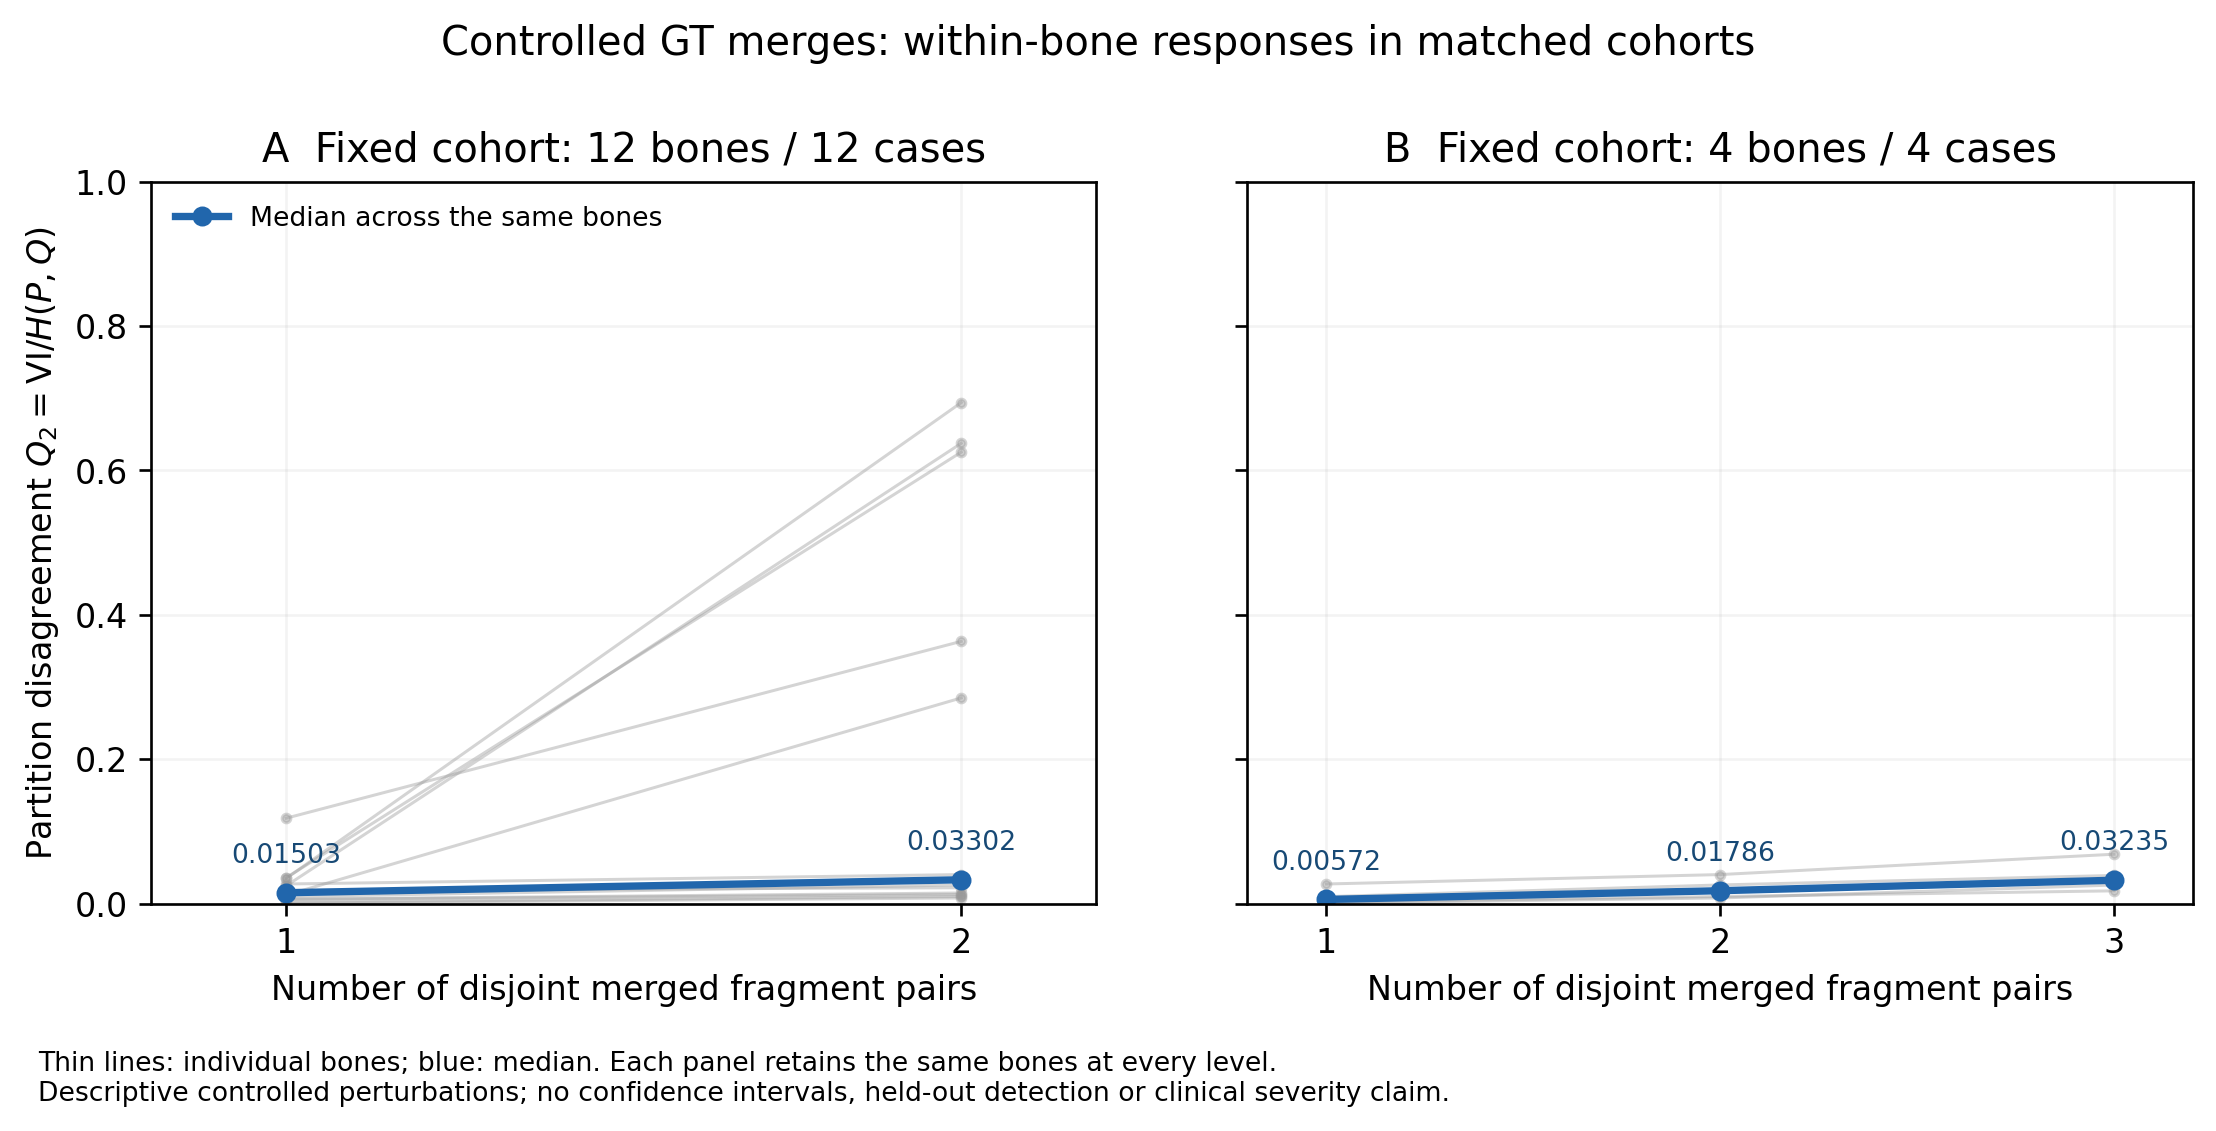 Controlled GT merges: within-bone responses in matched cohorts
A Fixed cohort: 12 bones / 12 cases
Partition disagreement Q₂ = VI/H(P, Q)
1.0
0.8
0.6
0.4
0.2
0.0
Median across the same bones
0.01503
0.03302
1
2
Number of disjoint merged fragment pairs
B Fixed cohort: 4 bones / 4 cases
0.00572
0.01786
0.03235
1
2
3
Number of disjoint merged fragment pairs
Thin lines: individual bones; blue: median. Each panel retains the same bones at every level.
Descriptive controlled perturbations; no confidence intervals, held-out detection or clinical severity claim.